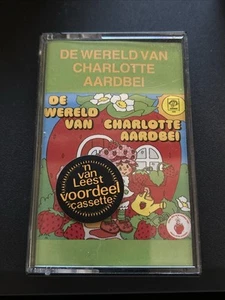 DE WERELD VAN
CHARLOTTE
AARDBEI
DE
WERELD
VAN CHARLOTTE
AARDBEI
'n
van
Leest
voordeel
cassette